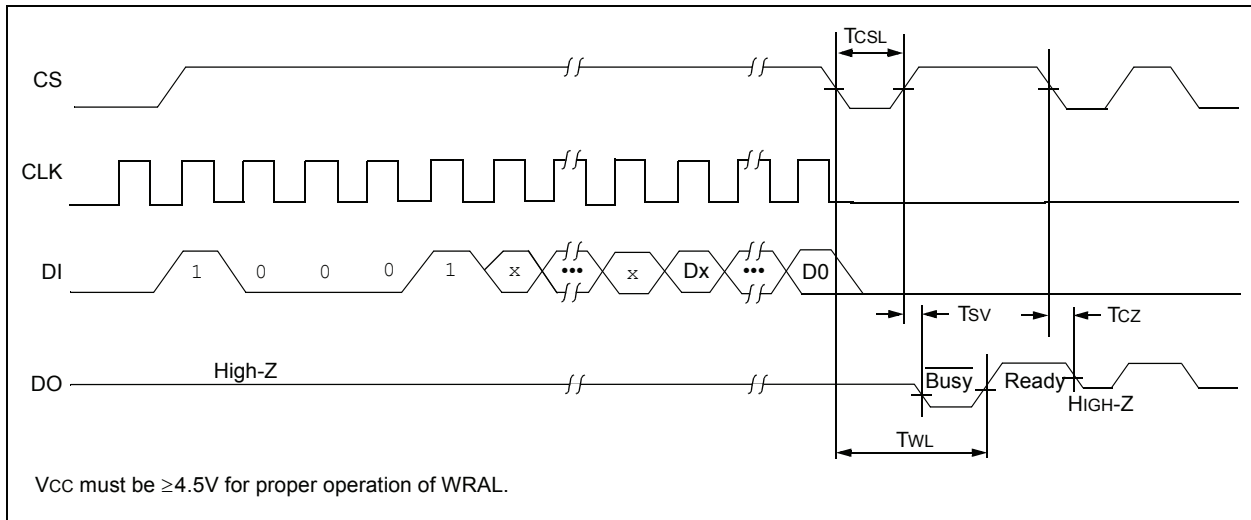 TCSL
CS
CLK
DI 1 0 0 0 1 x ••• x Dx ••• D0
TSV TCZ
DO High-Z Busy Ready HIGH-Z
TWL
VCC must be ≥4.5V for proper operation of WRAL.